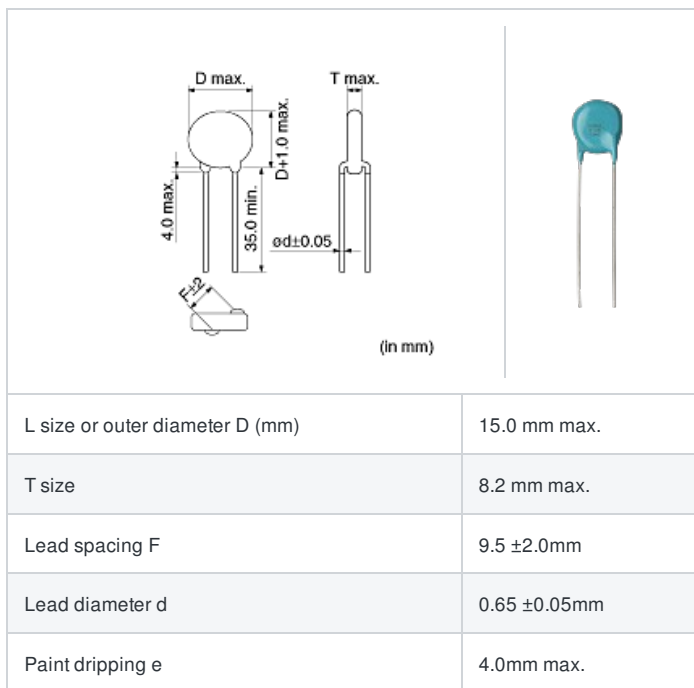 D max.
T max.
D+1.0 max.
4.0 max.
35.0 min.
ød±0.05
F±2
(in mm)
L size or outer diameter D (mm) 15.0 mm max.
T size 8.2 mm max.
Lead spacing F 9.5 ±2.0mm
Lead diameter d 0.65 ±0.05mm
Paint dripping e 4.0mm max.